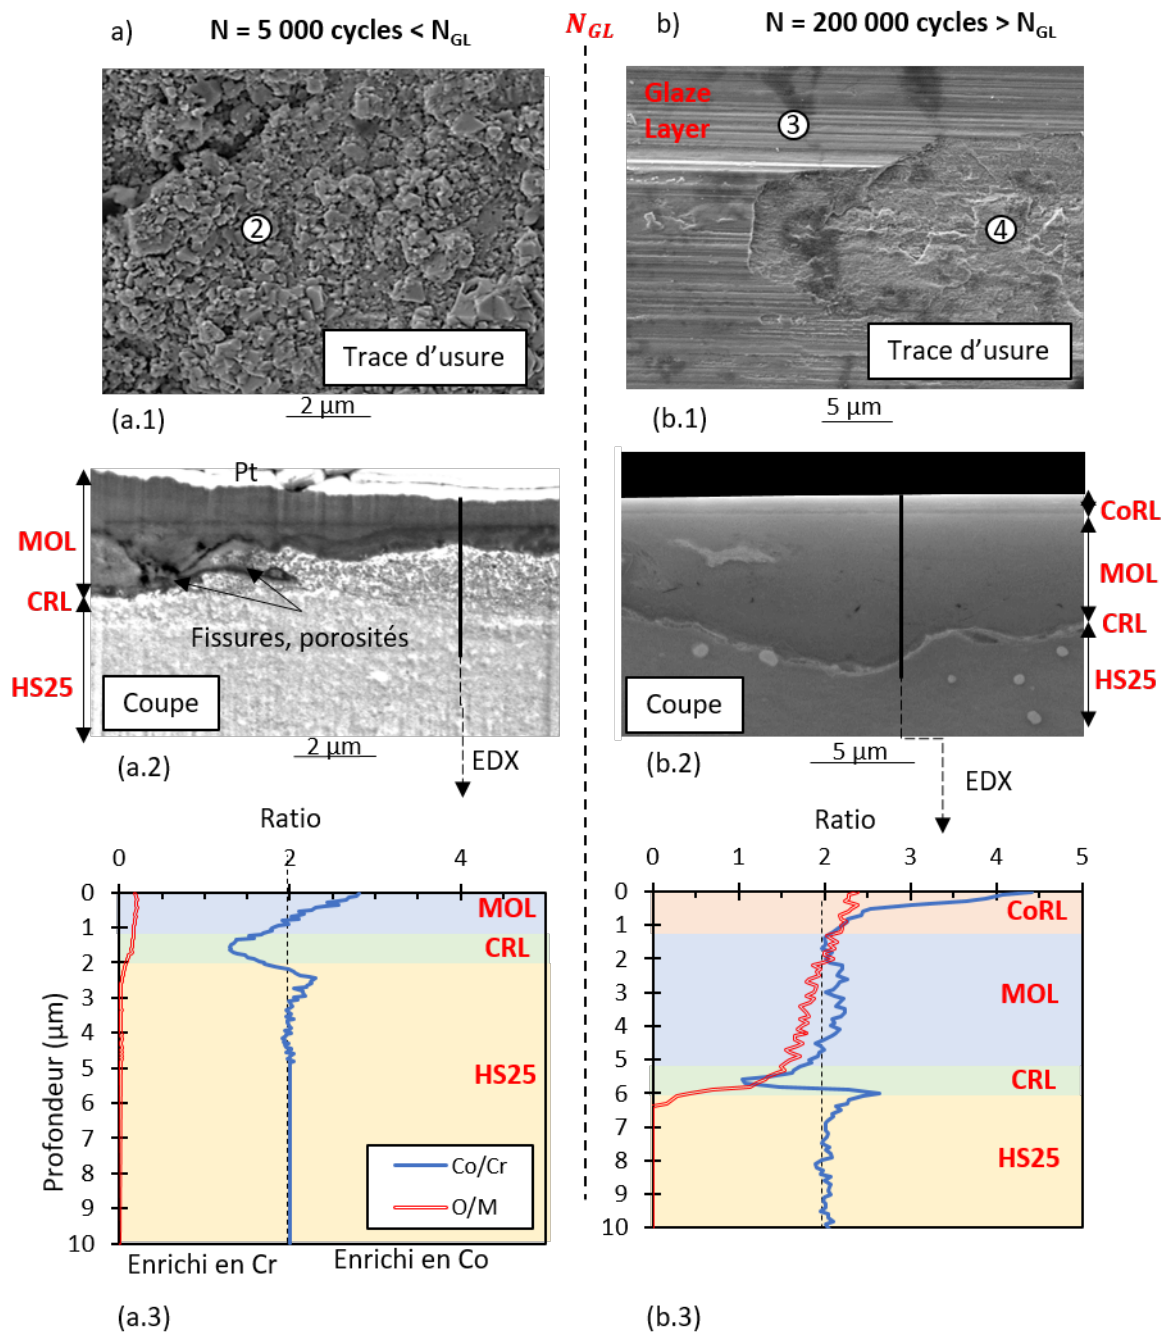 a)
N = 5 000 cycles < N_GL
N_GL
b)
N = 200 000 cycles > N_GL
2
Trace d'usure
2 µm
(a.1)
Glaze
Layer
3
4
Trace d'usure
5 µm
(b.1)
Pt
MOL
CRL
HS25
Fissures, porosités
Coupe
2 µm
(a.2)
EDX
CoRL
MOL
CRL
HS25
Coupe
5 µm
(b.2)
EDX
Ratio
0 2 4
Profondeur (µm)
0
1
2
3
4
5
6
7
8
9
10
MOL
CRL
HS25
Co/Cr
O/M
Enrichi en Cr
Enrichi en Co
(a.3)
Ratio
0 1 2 3 4 5
0
1
2
3
4
5
6
7
8
9
10
CoRL
MOL
CRL
HS25
(b.3)